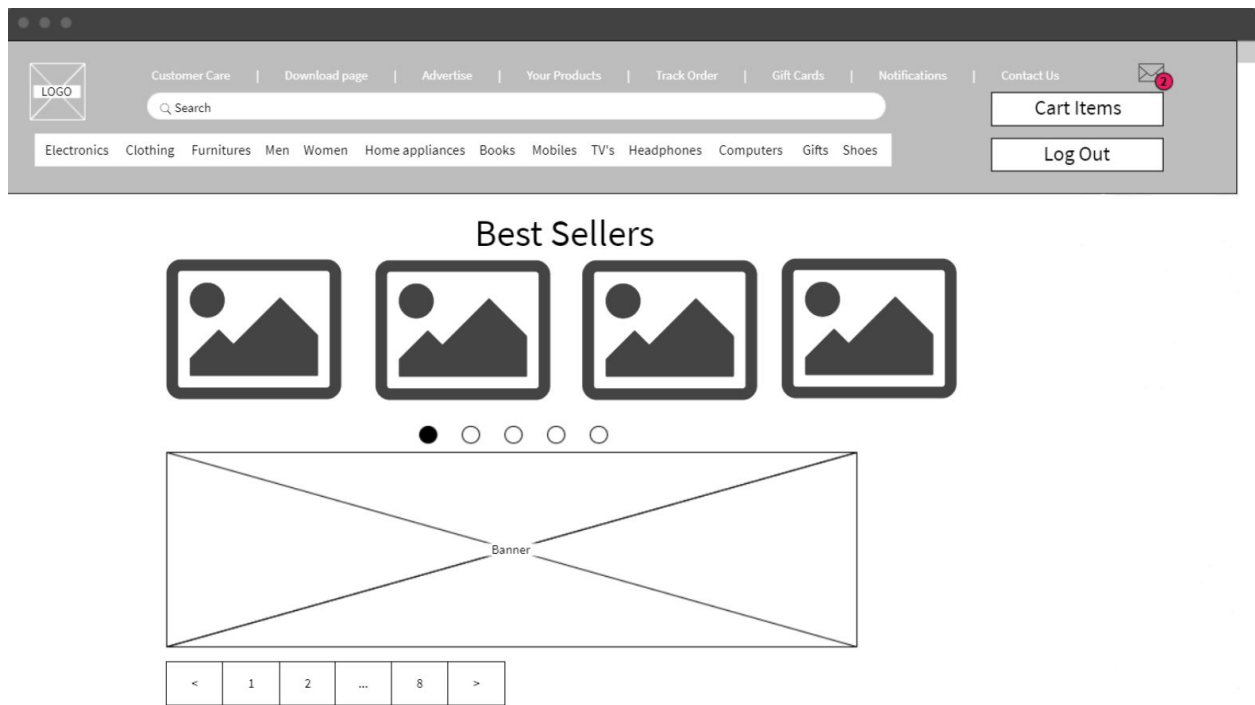 Customer Care | Download page | Advertise | Your Products | Track Order | Gift Cards | Notifications | Contact Us
2
LOGO
Search
Cart Items
Electronics Clothing Furnitures Men Women Home appliances Books Mobiles TV's Headphones Computers Gifts Shoes
Log Out
Best Sellers
Banner
< 1 2 ... 8 >